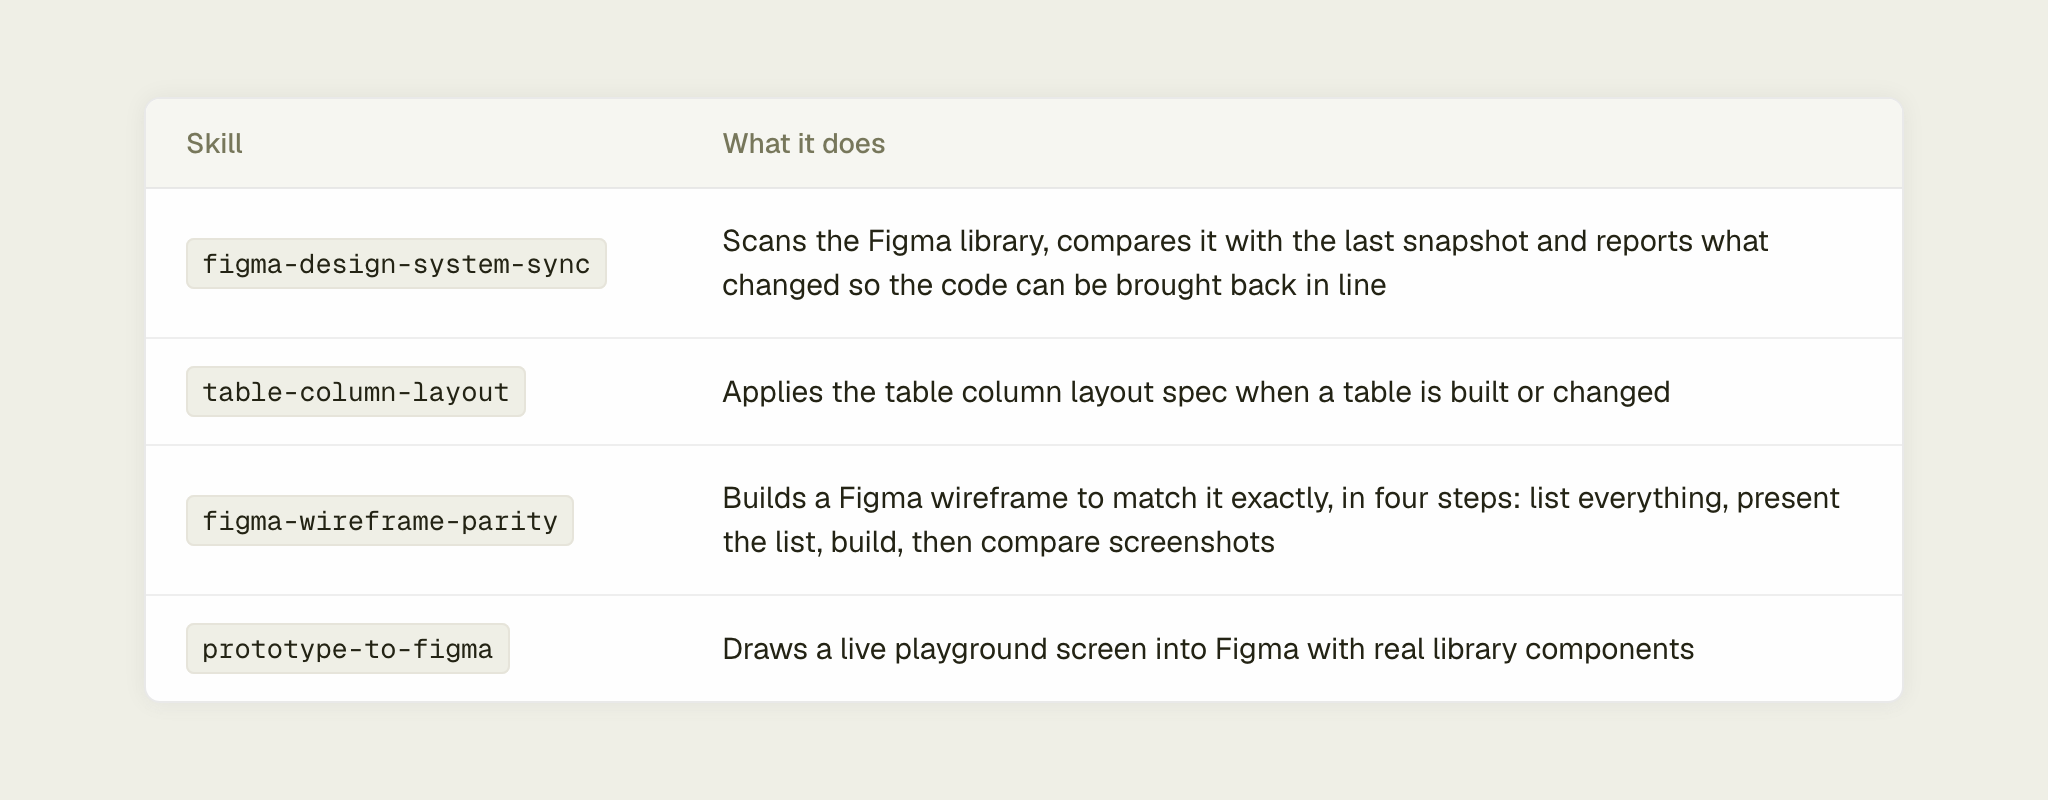 Skill
What it does
figma-design-system-sync
Scans the Figma library, compares it with the last snapshot and reports what
changed so the code can be brought back in line
table-column-layout
Applies the table column layout spec when a table is built or changed
figma-wireframe-parity
Builds a Figma wireframe to match it exactly, in four steps: list everything, present
the list, build, then compare screenshots
prototype-to-figma
Draws a live playground screen into Figma with real library components